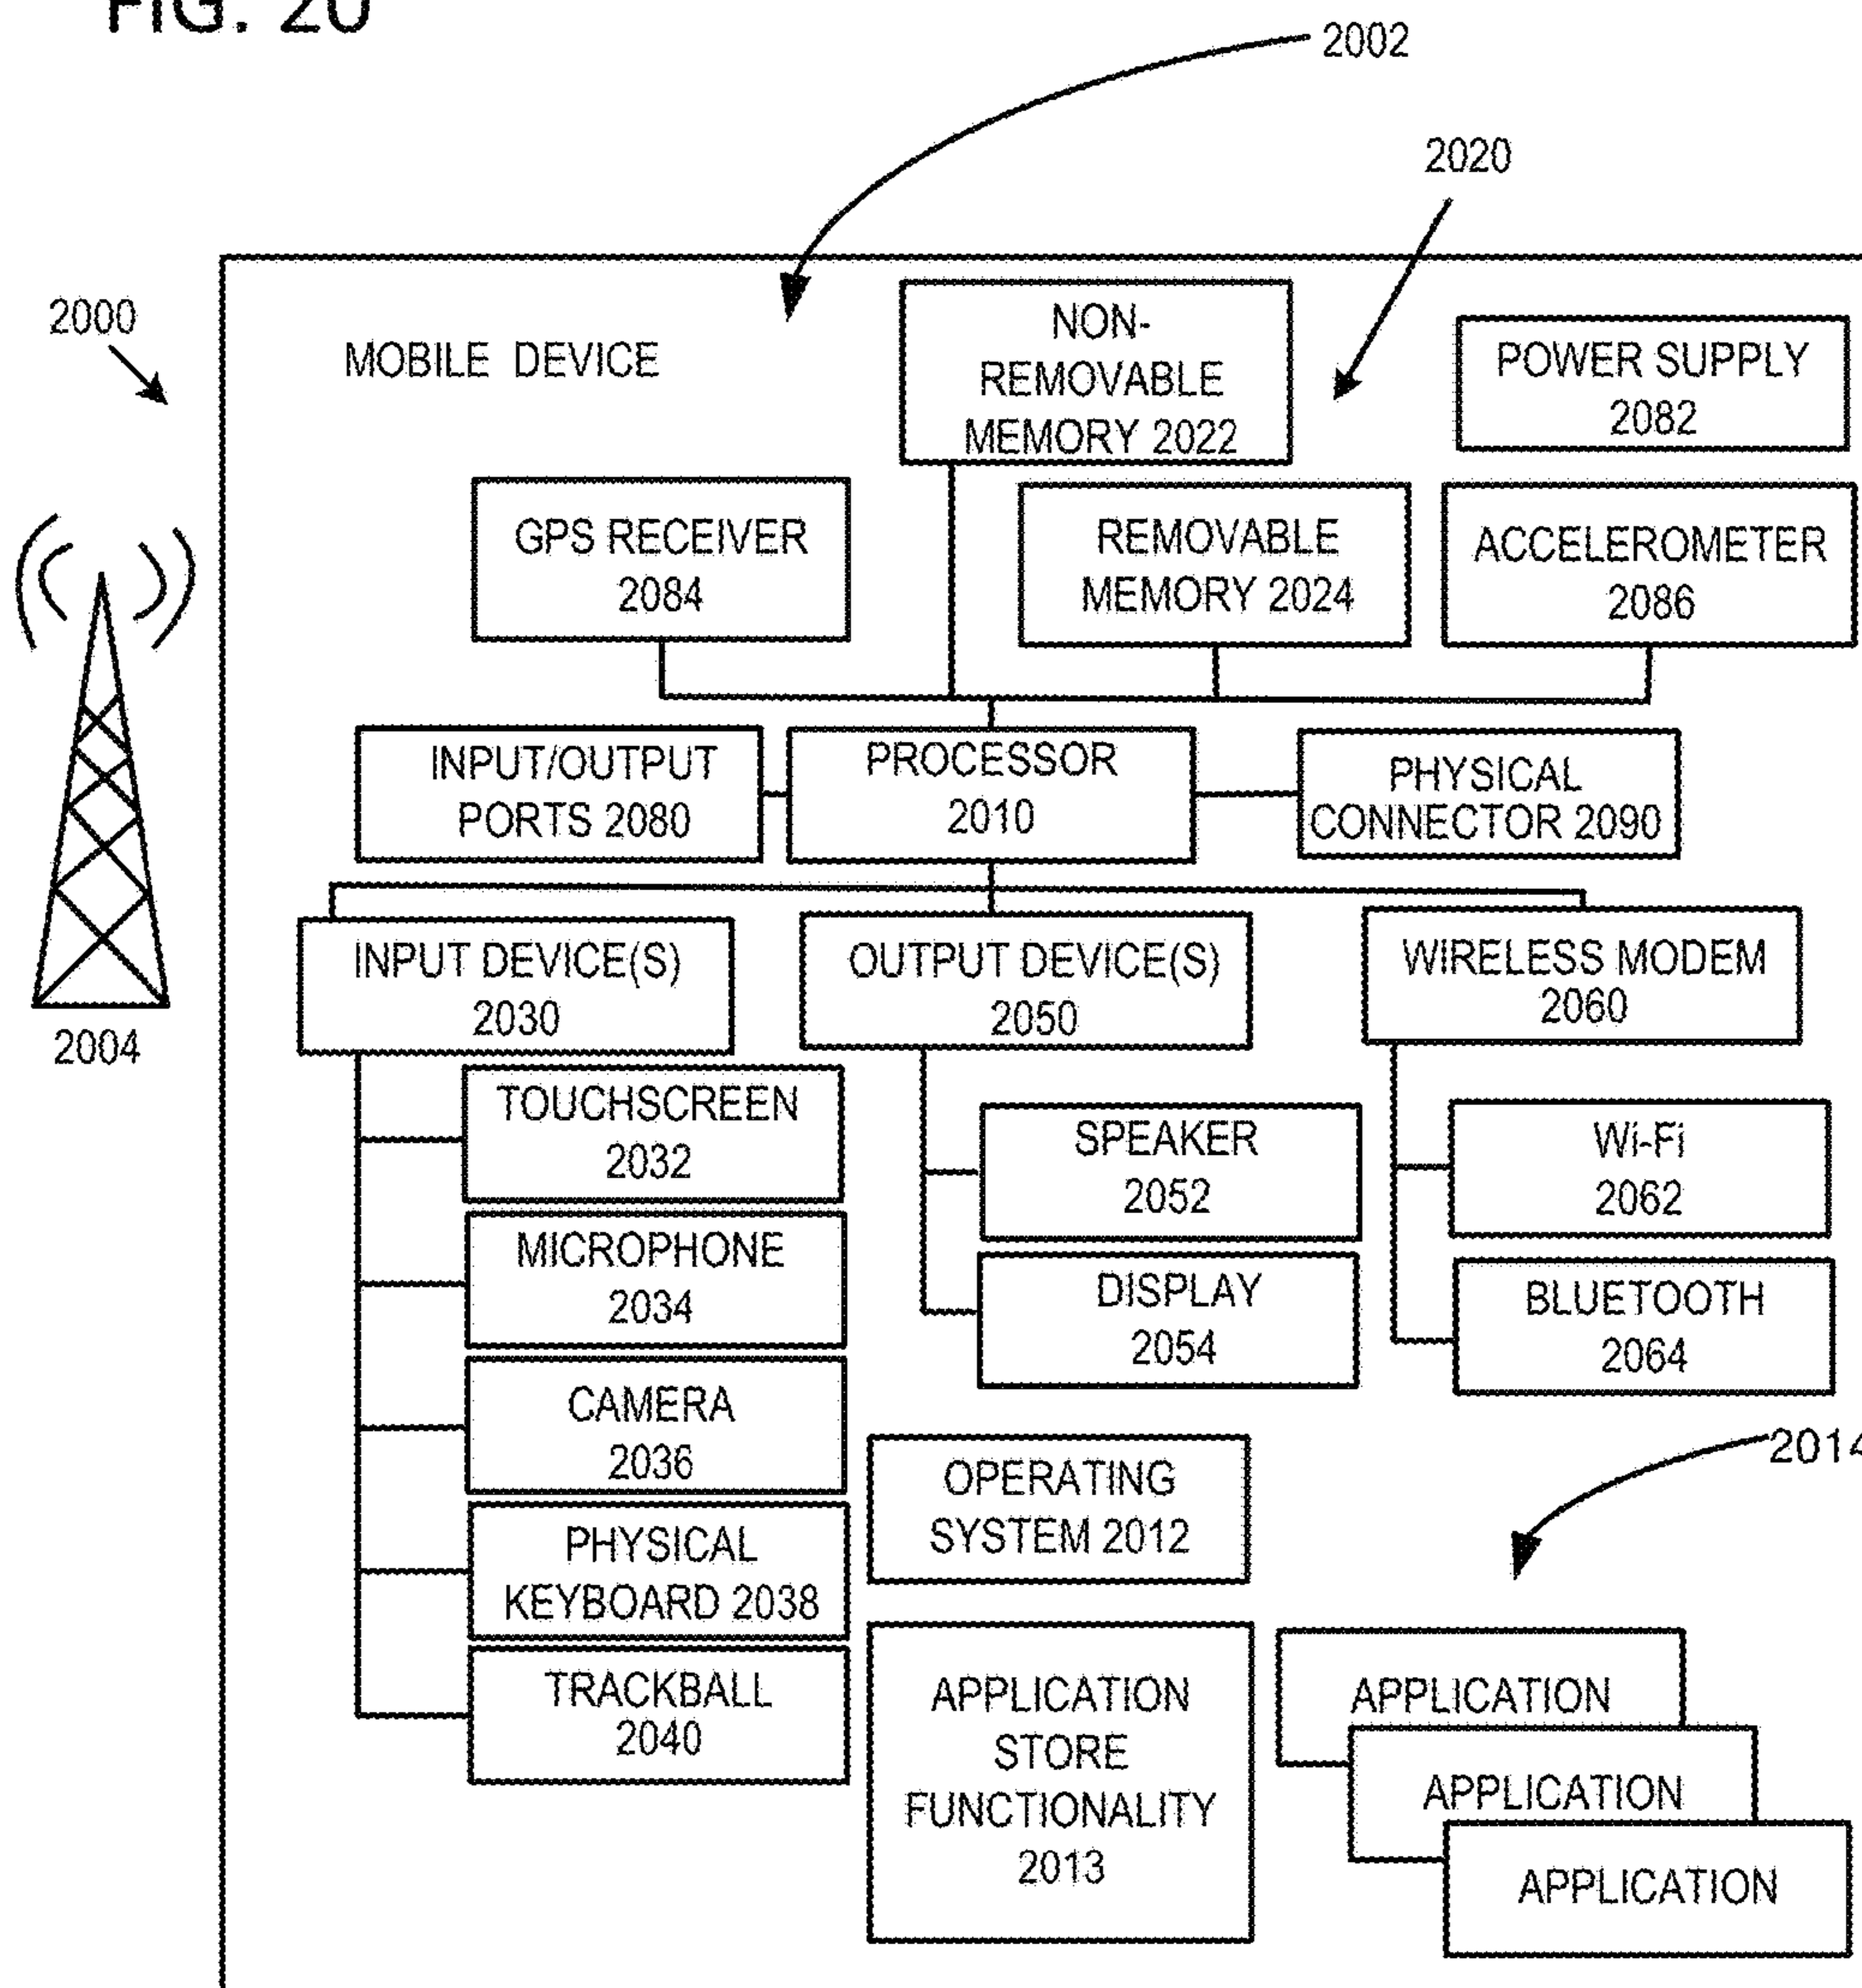 FIG. 20
2002
2020
2000
MOBILE DEVICE
NON-
REMOVABLE
MEMORY 2022
POWER SUPPLY
2082
GPS RECEIVER
2084
REMOVABLE
MEMORY 2024
ACCELEROMETER
2086
INPUT/OUTPUT
PORTS 2080
PROCESSOR
2010
PHYSICAL
CONNECTOR 2090
INPUT DEVICE(S)
2030
OUTPUT DEVICE(S)
2050
WIRELESS MODEM
2060
2004
TOUCHSCREEN
2032
SPEAKER
2052
Wi-Fi
2062
MICROPHONE
2034
DISPLAY
2054
BLUETOOTH
2064
CAMERA
2036
OPERATING
SYSTEM 2012
2014
PHYSICAL
KEYBOARD 2038
TRACKBALL
2040
APPLICATION
STORE
FUNCTIONALITY
2013
APPLICATION
APPLICATION
APPLICATION